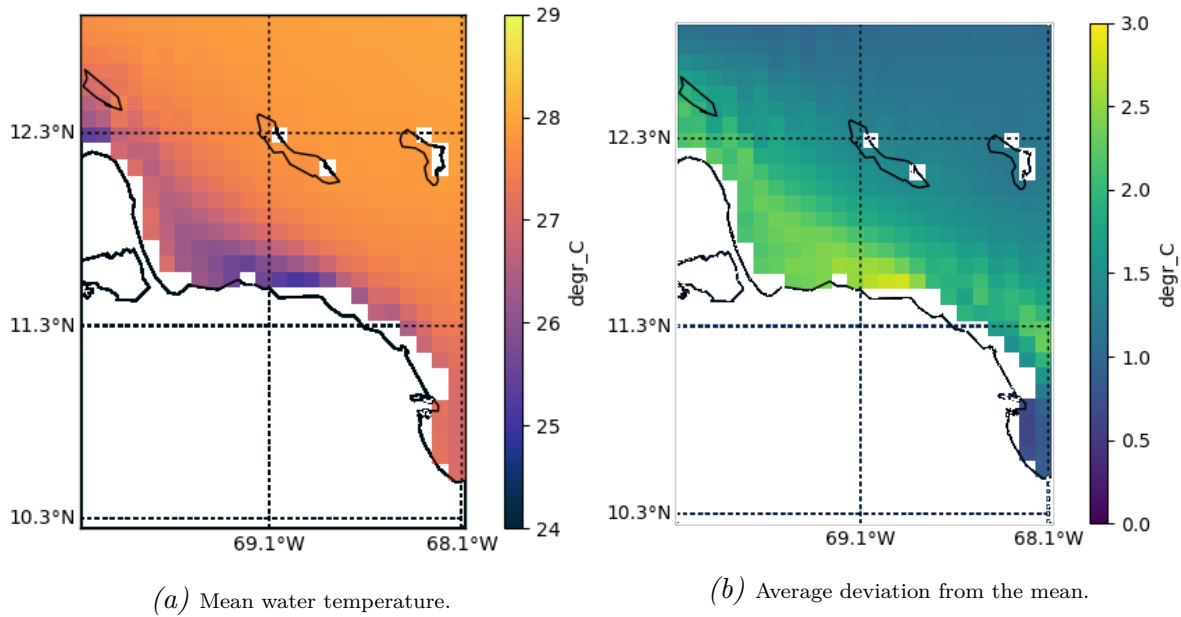 29
28
27
26
25
24
degr_C
12.3°N
11.3°N
10.3°N
69.1°W
68.1°W
(a) Mean water temperature.
3.0
2.5
2.0
1.5
1.0
0.5
0.0
degr_C
12.3°N
11.3°N
10.3°N
69.1°W
68.1°W
(b) Average deviation from the mean.